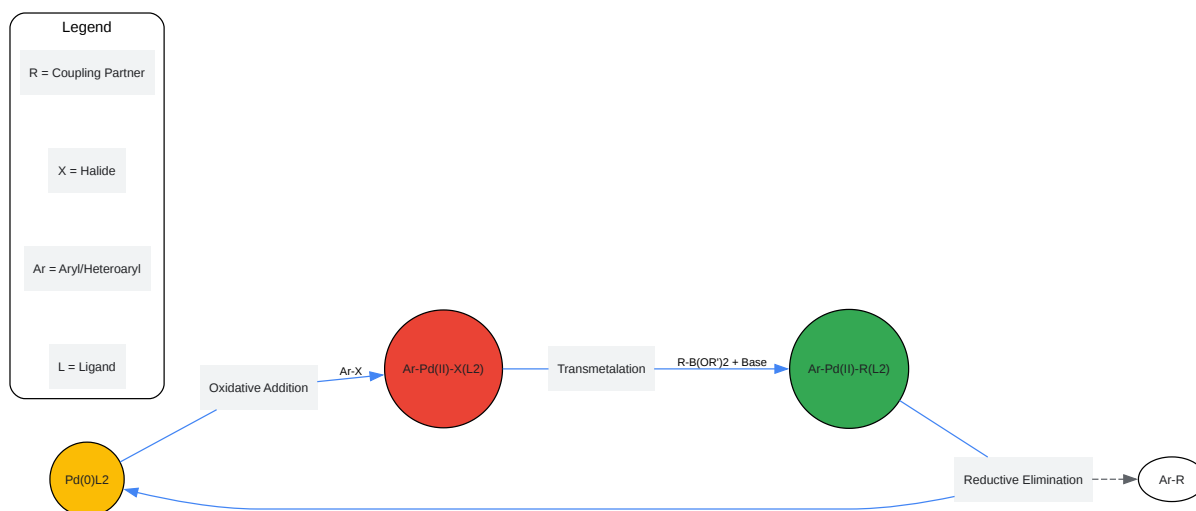 Legend
R = Coupling Partner
X = Halide
Ar = Aryl/Heteroaryl
L = Ligand
Oxidative Addition
Ar-X
Ar-Pd(II)-X(L2)
Transmetalation
R-B(OR')2 + Base
Ar-Pd(II)-R(L2)
Pd(0)L2
Reductive Elimination
Ar-R